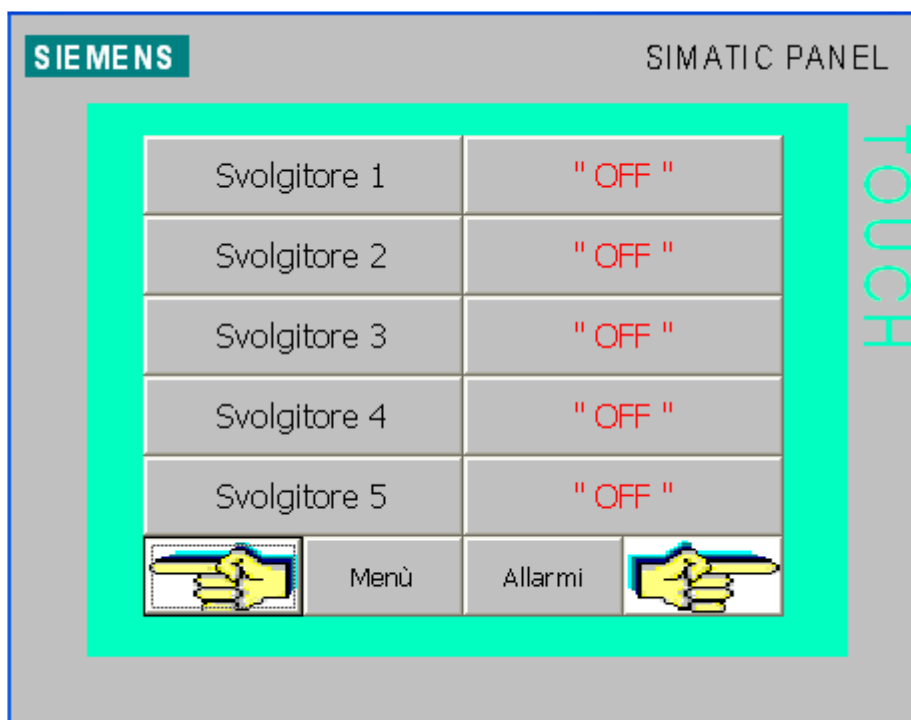 SIEMENS
SIMATIC PANEL
TOUCH
Svolgitore 1 " OFF "
Svolgitore 2 " OFF "
Svolgitore 3 " OFF "
Svolgitore 4 " OFF "
Svolgitore 5 " OFF "
Menù Allarmi